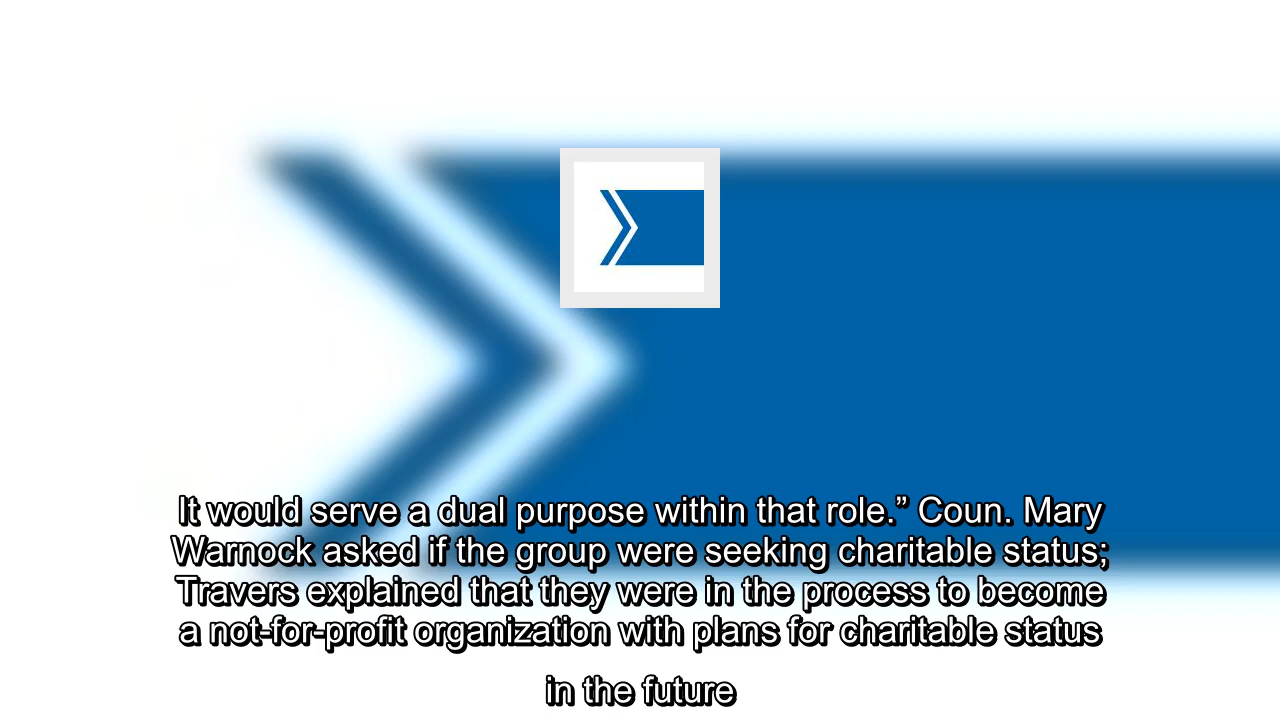 It would serve a dual purpose within that role.” Coun. Mary
Warnock asked if the group were seeking charitable status;
Travers explained that they were in the process to become
a not-for-profit organization with plans for charitable status
in the future